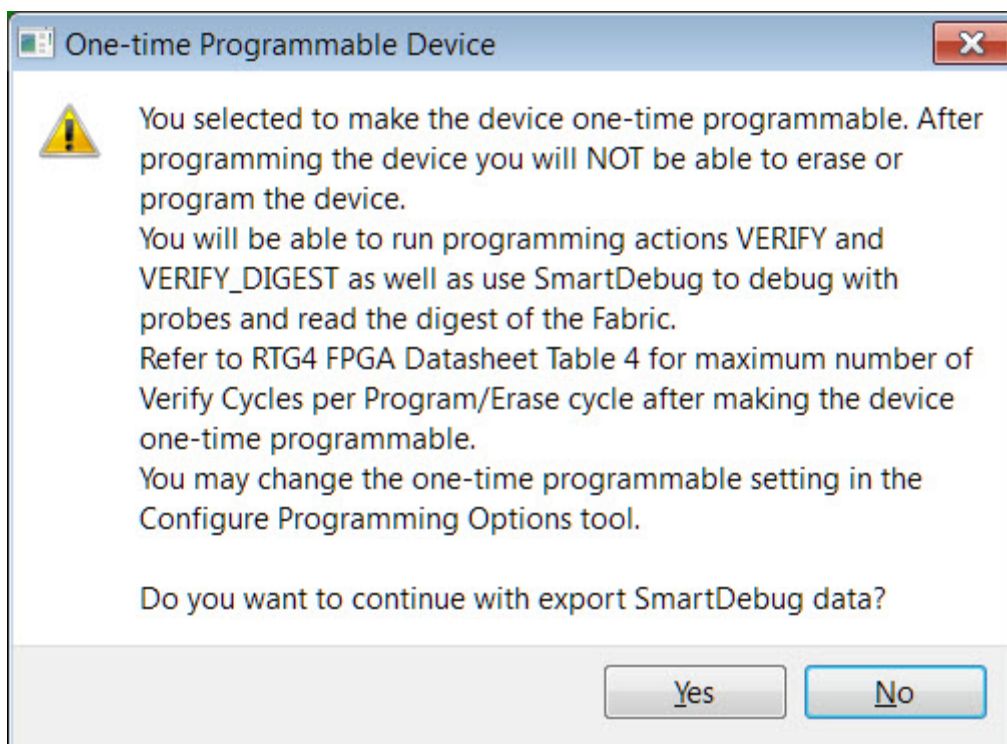 One-time Programmable Device
You selected to make the device one-time programmable. After
programming the device you will NOT be able to erase or
program the device.
You will be able to run programming actions VERIFY and
VERIFY_DIGEST as well as use SmartDebug to debug with
probes and read the digest of the Fabric.
Refer to RTG4 FPGA Datasheet Table 4 for maximum number of
Verify Cycles per Program/Erase cycle after making the device
one-time programmable.
You may change the one-time programmable setting in the
Configure Programming Options tool.
Do you want to continue with export SmartDebug data?
Yes
No